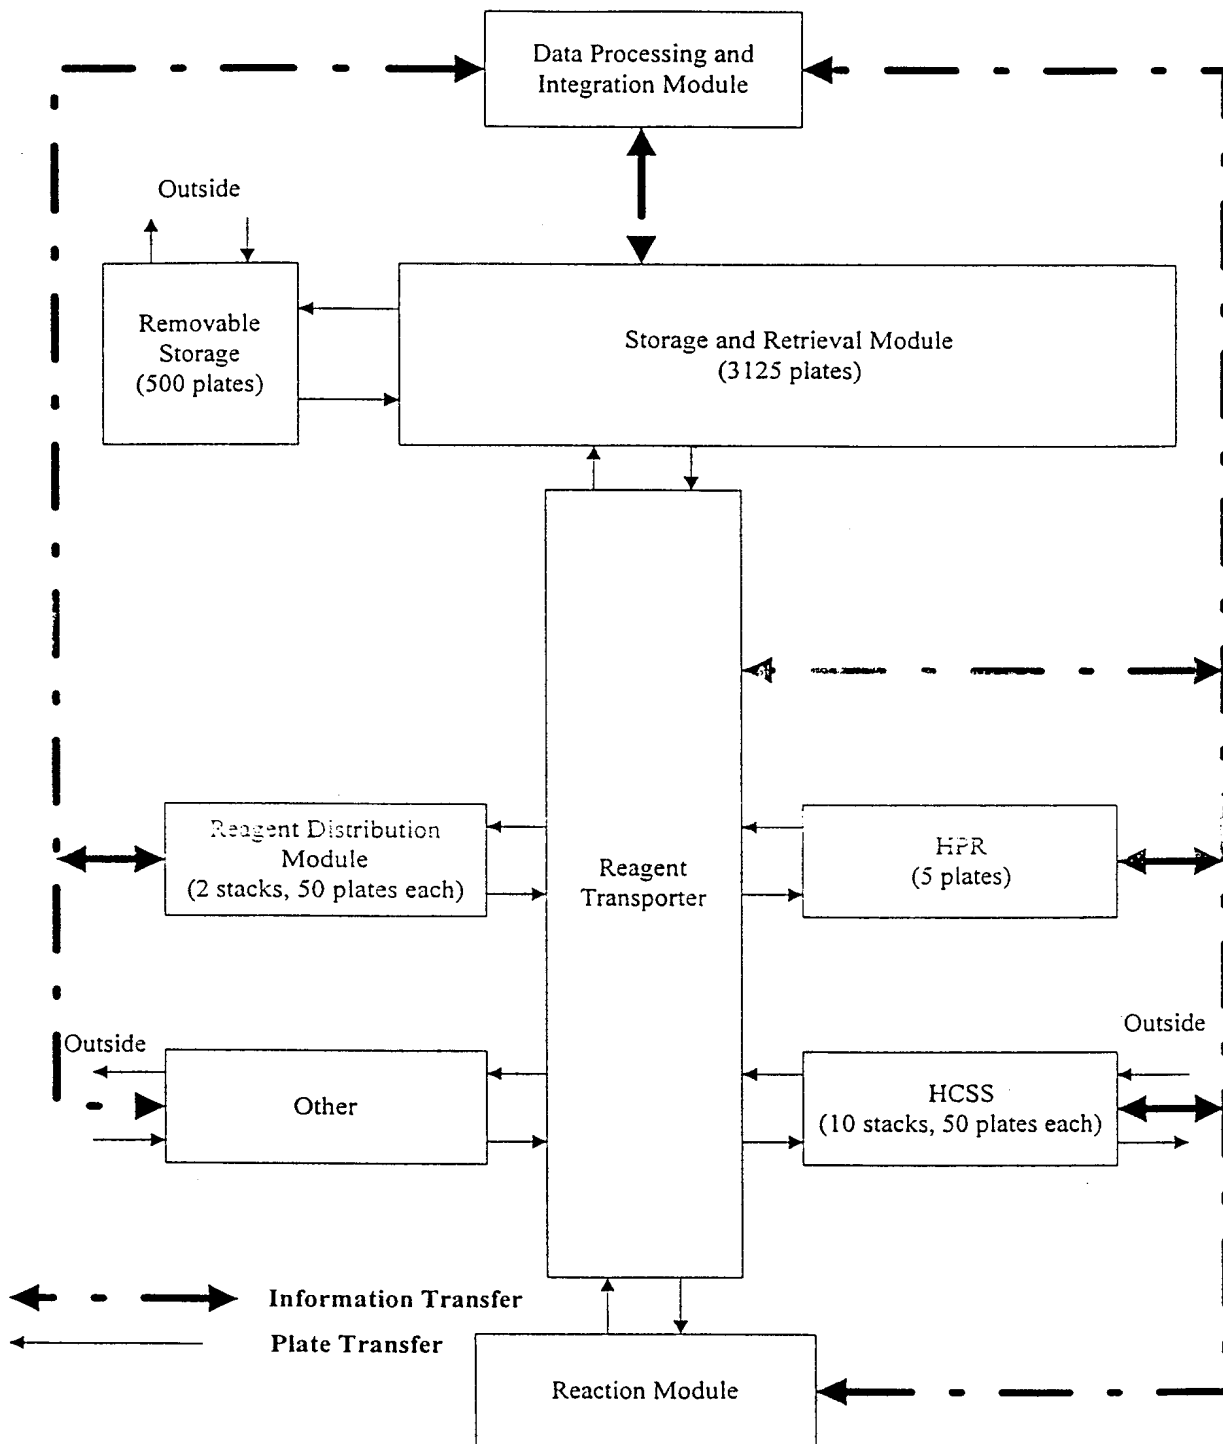 Data Processing and
Integration Module
Outside
Removable
Storage
(500 plates)
Storage and Retrieval Module
(3125 plates)
Reagent Distribution
Module
(2 stacks, 50 plates each)
Reagent
Transporter
HPR
(5 plates)
Outside
Other
Outside
HCSS
(10 stacks, 50 plates each)
Information Transfer
Plate Transfer
Reaction Module